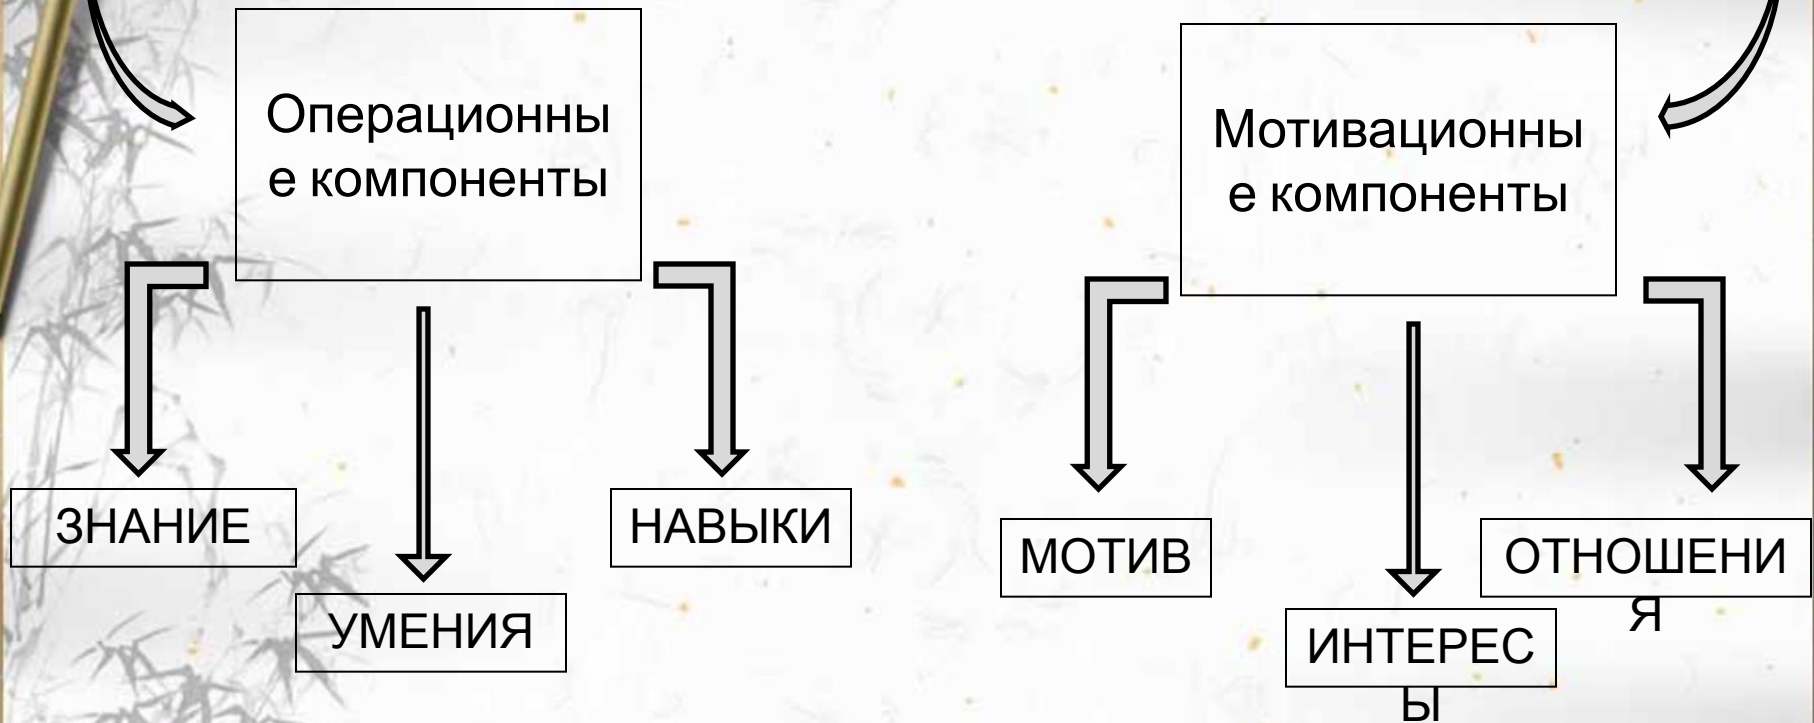 Операционны
е компоненты
Мотивационны
е компоненты
ЗНАНИЕ
УМЕНИЯ
НАВЫКИ
МОТИВ
ИНТЕРЕС
Ы
ОТНОШЕНИ
Я